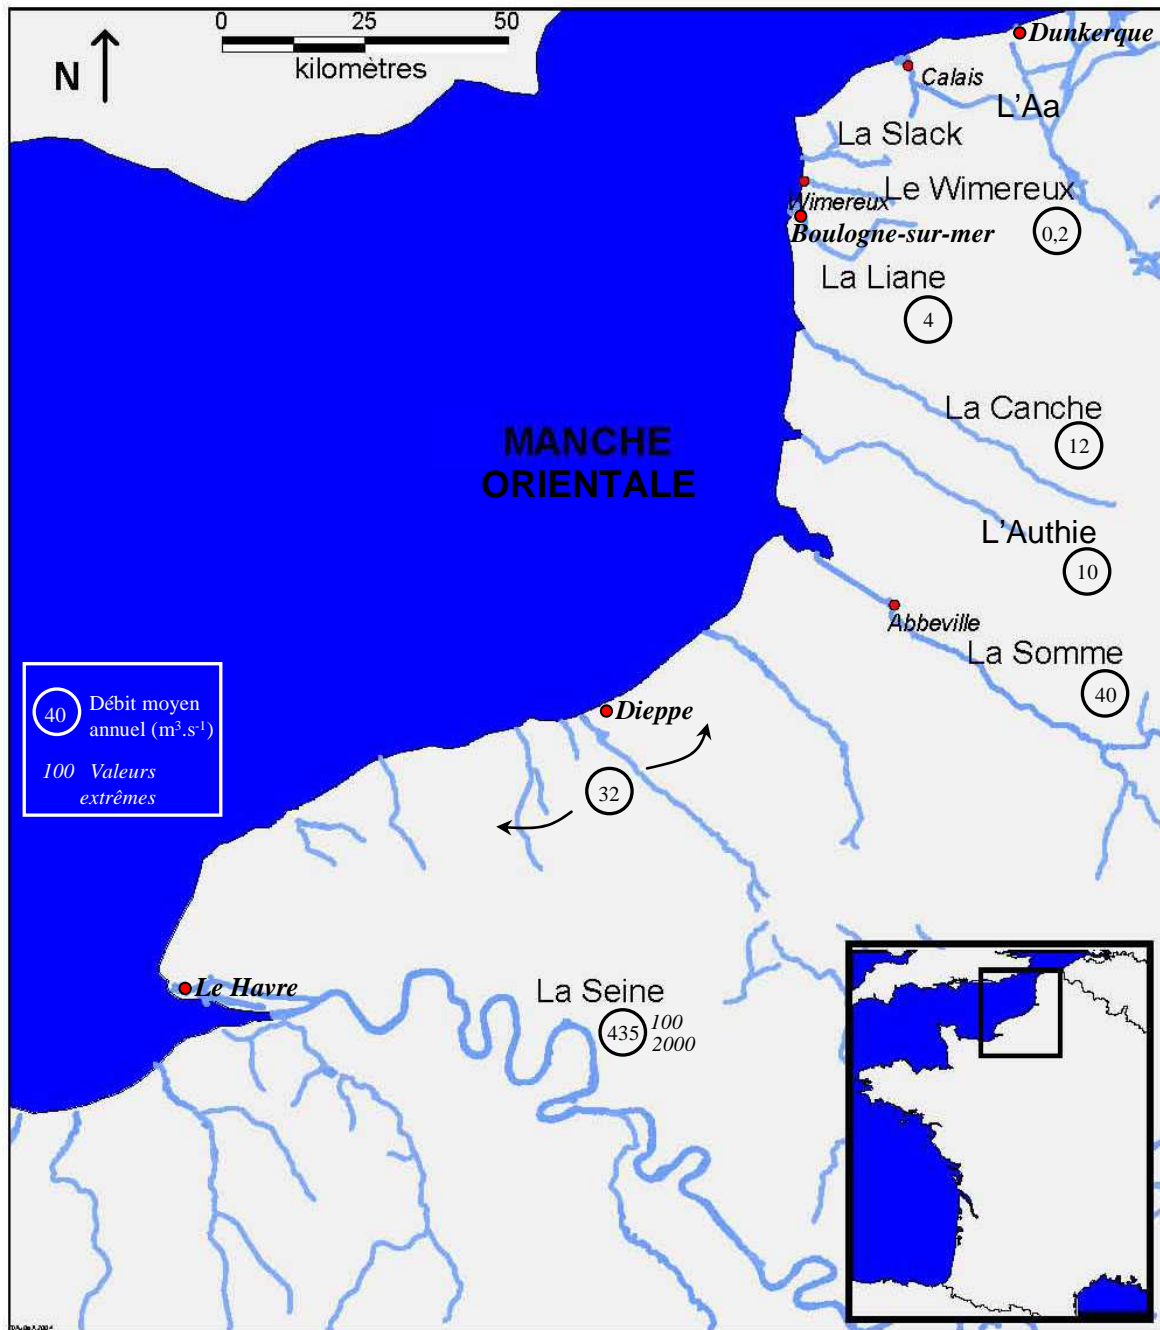 0 25 50
kilomètres
N
Dunkerque
Calais
L'Aa
La Slack
Le Wimereux
Wimereux
0,2
Boulogne-sur-mer
La Liane
4
La Canche
12
MANCHE
ORIENTALE
L'Authie
10
Abbeville
La Somme
40
40 Débit moyen
annuel (m³.s⁻¹)
100 Valeurs
extrêmes
Dieppe
32
Le Havre
La Seine
435 100
2000